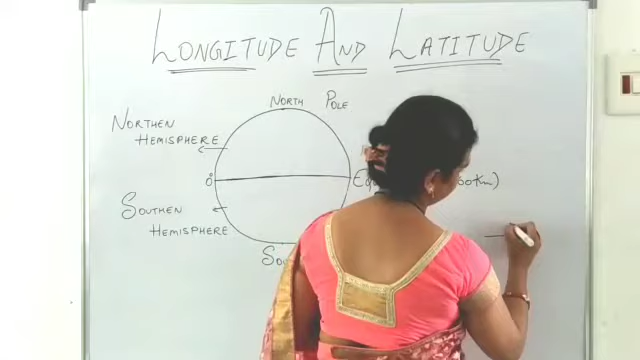 LONGITUDE AND LATITUDE
NORTH POLE
NORTHEN
HEMISPHERE
0°
SOUTHEN
HEMISPHERE